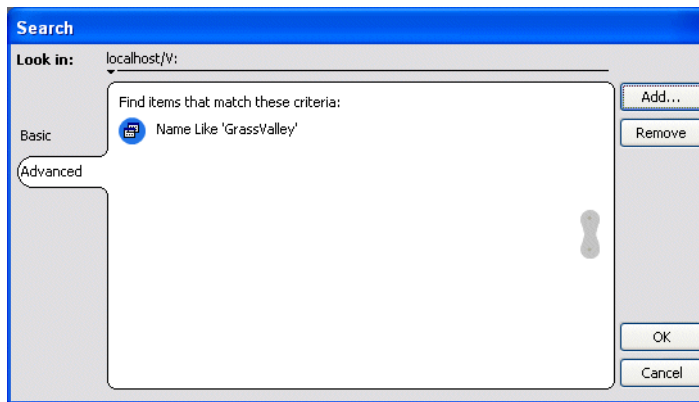 Search
Look in: localhost/V:
Find items that match these criteria:
Name Like 'GrassValley'
Basic
Advanced
Add...
Remove
OK
Cancel